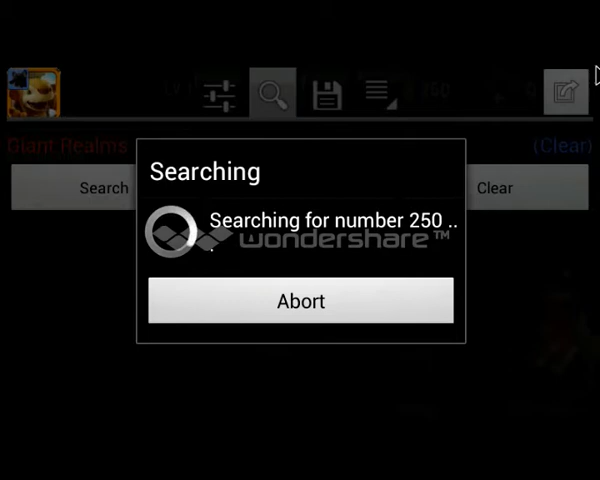 Giant Realms
(Clear)
Search
Clear
Searching
Searching for number 250 ..
.
wondershare™
Abort